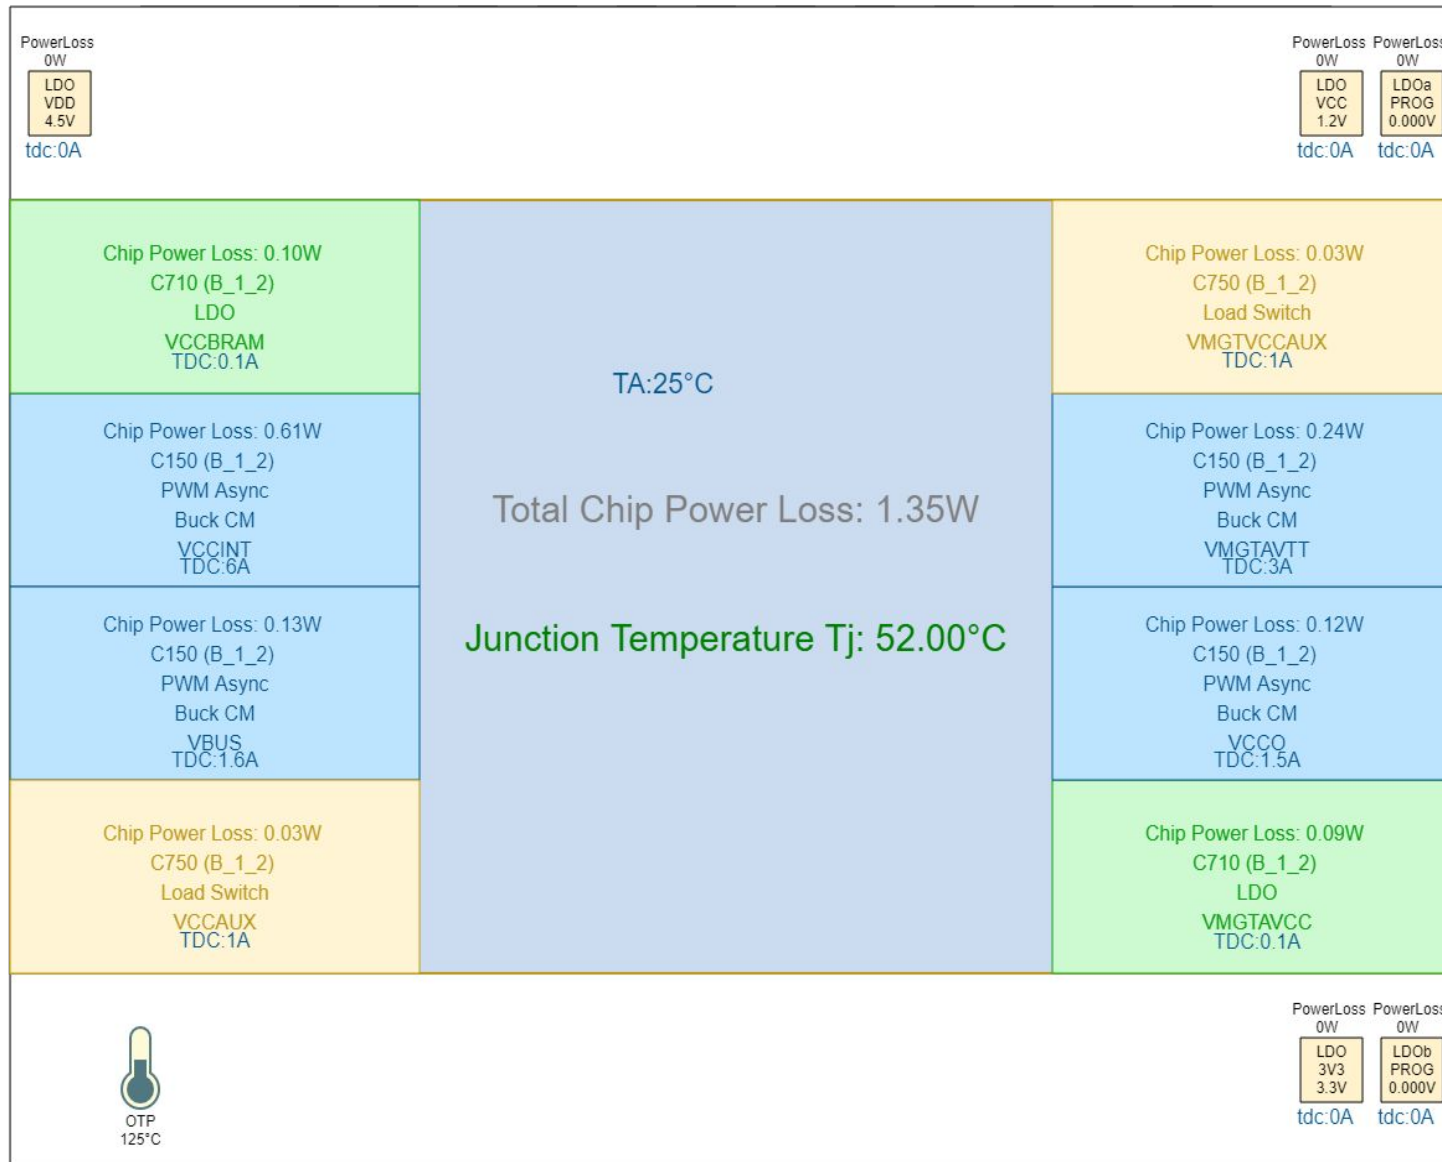 PowerLoss
0W
LDO
VDD
4.5V
tdc:0A
PowerLoss
0W
LDO
VCC
1.2V
tdc:0A
PowerLoss
0W
LDOa
PROG
0.000V
tdc:0A
Chip Power Loss: 0.10W
C710 (B_1_2)
LDO
VCCBRAM
TDC:0.1A
Chip Power Loss: 0.61W
C150 (B_1_2)
PWM Async
Buck CM
VCCINT
TDC:6A
Chip Power Loss: 0.13W
C150 (B_1_2)
PWM Async
Buck CM
VBUS
TDC:1.6A
Chip Power Loss: 0.03W
C750 (B_1_2)
Load Switch
VCCAUX
TDC:1A
TA:25°C
Total Chip Power Loss: 1.35W
Junction Temperature Tj: 52.00°C
Chip Power Loss: 0.03W
C750 (B_1_2)
Load Switch
VMGTVCCAUX
TDC:1A
Chip Power Loss: 0.24W
C150 (B_1_2)
PWM Async
Buck CM
VMGTAVTT
TDC:3A
Chip Power Loss: 0.12W
C150 (B_1_2)
PWM Async
Buck CM
VCCO
TDC:1.5A
Chip Power Loss: 0.09W
C710 (B_1_2)
LDO
VMGTAVCC
TDC:0.1A
OTP
125°C
PowerLoss
0W
LDO
3V3
3.3V
tdc:0A
PowerLoss
0W
LDOb
PROG
0.000V
tdc:0A